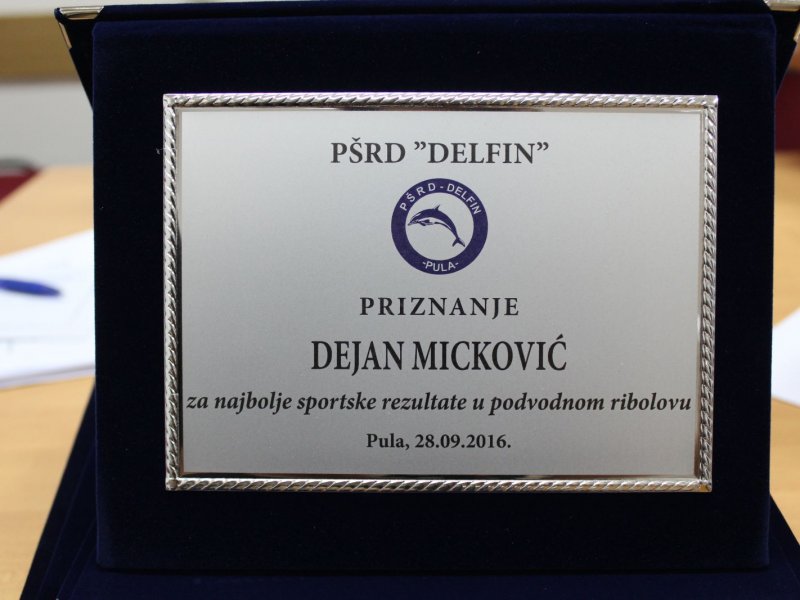 PŠRD ”DELFIN”
PŠRD-DELFIN
-PULA-
PRIZNANJE
DEJAN MICKOVIĆ
za najbolje sportske rezultate u podvodnom ribolovu
Pula, 28.09.2016.